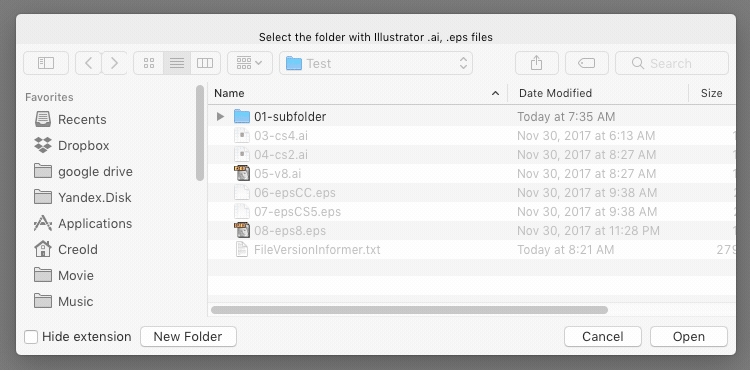 Select the folder with Illustrator .ai, .eps files
Test
Search
Favorites
Recents
Dropbox
google drive
Yandex.Disk
Applications
Creold
Movie
Music
Name Date Modified Size
01-subfolder Today at 7:35 AM
03-cs4.ai Nov 30, 2017 at 6:13 AM
04-cs2.ai Nov 30, 2017 at 8:27 AM
05-v8.ai Nov 30, 2017 at 8:27 AM
06-epsCC.eps Nov 30, 2017 at 9:38 AM
07-epsCS5.eps Nov 30, 2017 at 9:38 AM
08-eps8.eps Nov 30, 2017 at 11:28 PM
FileVersionInformer.txt Today at 8:21 AM
Hide extension New Folder Cancel Open